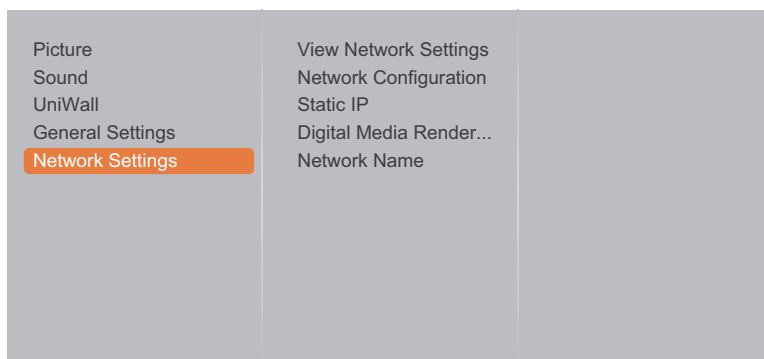 Picture
Sound
UniWall
General Settings
Network Settings
View Network Settings
Network Configuration
Static IP
Digital Media Render...
Network Name